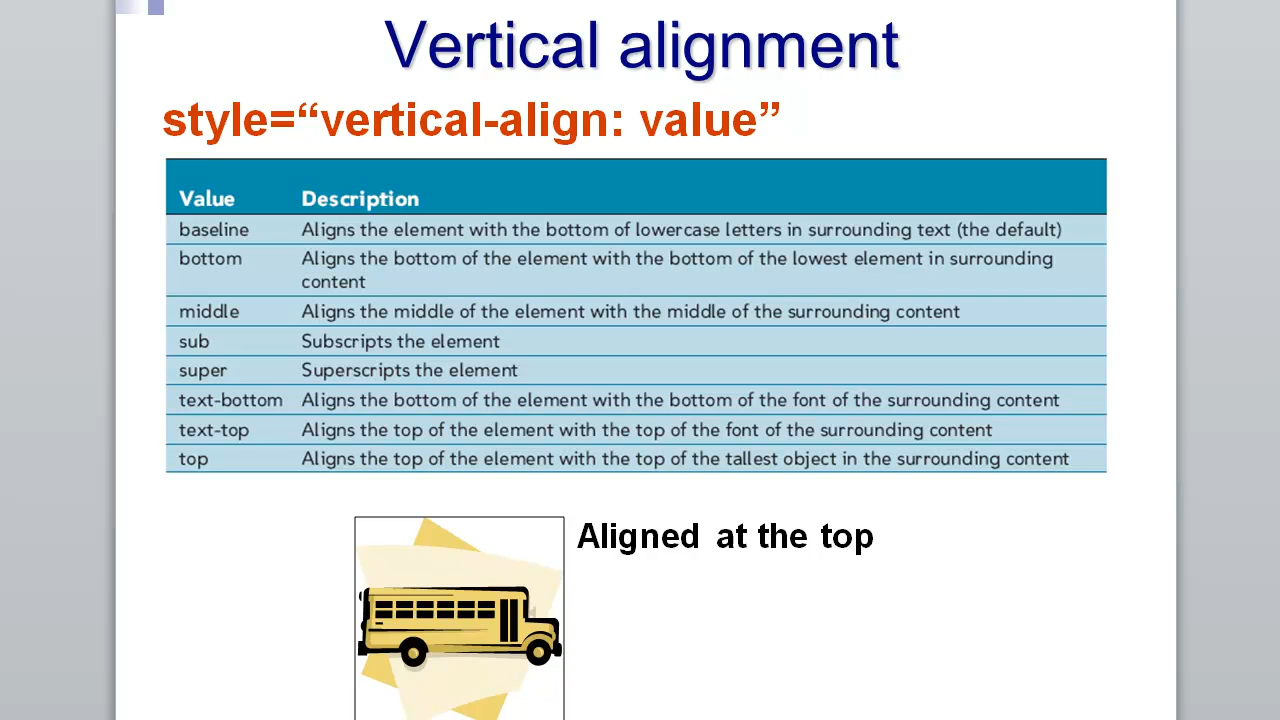 Vertical alignment
style=“vertical-align: value”
Value Description
baseline Aligns the element with the bottom of lowercase letters in surrounding text (the default)
bottom Aligns the bottom of the element with the bottom of the lowest element in surrounding
content
middle Aligns the middle of the element with the middle of the surrounding content
sub Subscripts the element
super Superscripts the element
text-bottom Aligns the bottom of the element with the bottom of the font of the surrounding content
text-top Aligns the top of the element with the top of the font of the surrounding content
top Aligns the top of the element with the top of the tallest object in the surrounding content
Aligned at the top